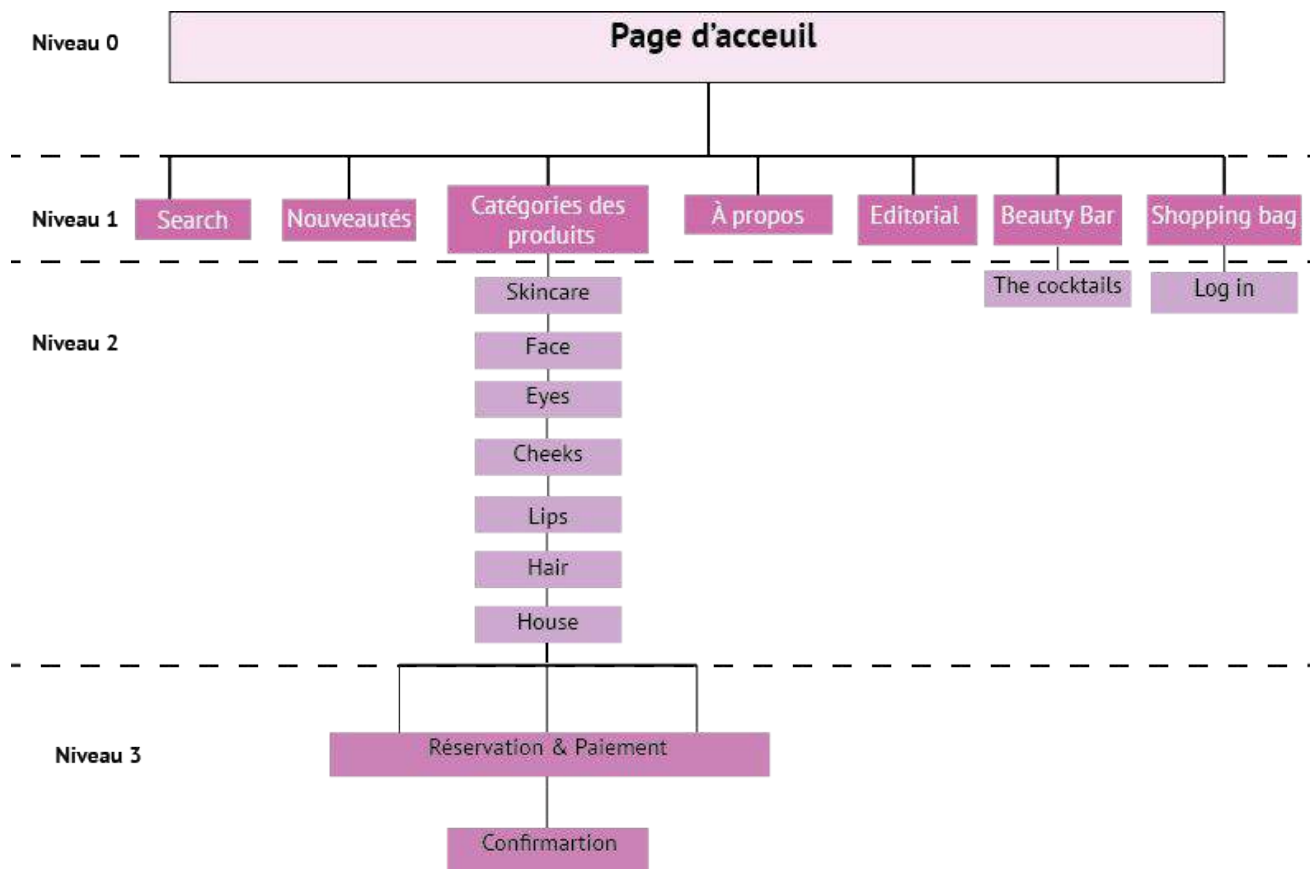 Niveau 0
Page d'acceuil
Niveau 1
Search
Nouveautés
Catégories des
produits
À propos
Editorial
Beauty Bar
Shopping bag
Niveau 2
Skincare
The cocktails
Log in
Face
Eyes
Cheeks
Lips
Hair
House
Niveau 3
Réservation & Paiement
Confirmartion